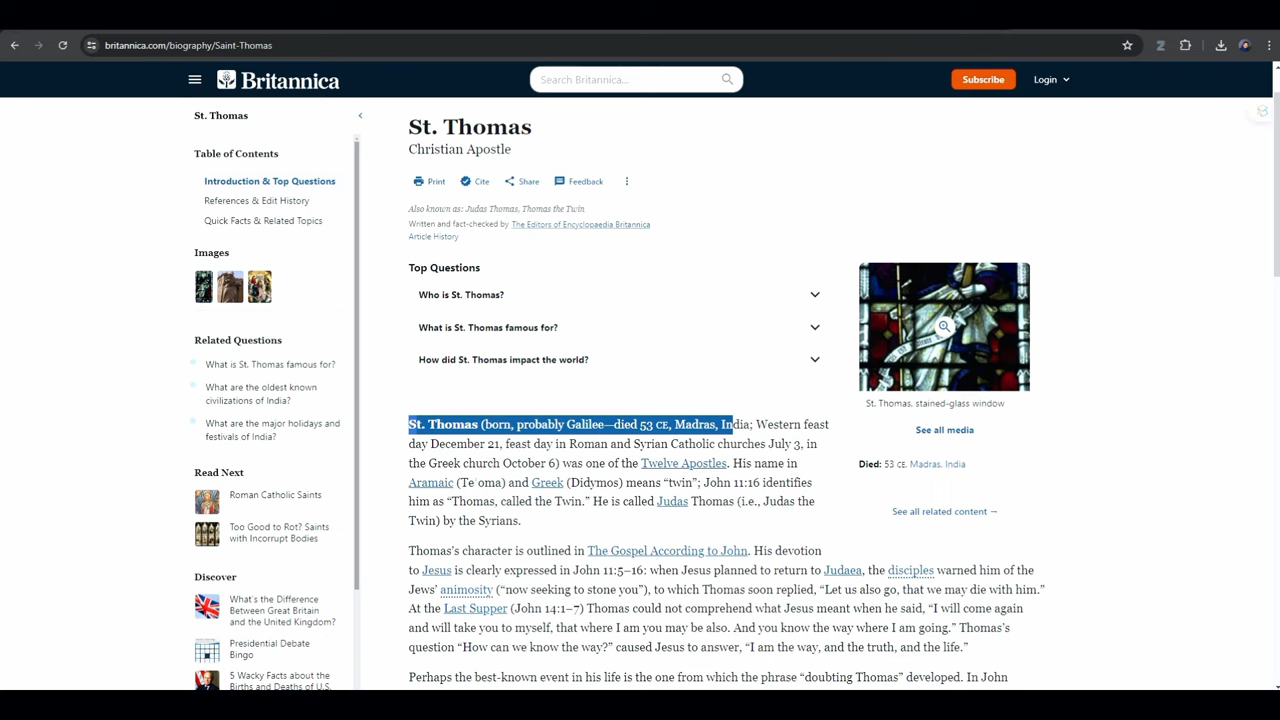 britannica.com/biography/Saint-Thomas
Britannica
Search Britannica...
Subscribe
Login
St. Thomas
Table of Contents
Introduction & Top Questions
References & Edit History
Quick Facts & Related Topics
Images
Related Questions
What is St. Thomas famous for?
What are the oldest known
civilizations of India?
What are the major holidays and
festivals of India?
Read Next
Roman Catholic Saints
Too Good to Rot? Saints
with Incorrupt Bodies
Discover
What's the Difference
Between Great Britain
and the United Kingdom?
Presidential Debate
Bingo
5 Wacky Facts about the
Births and Deaths of U.S.
St. Thomas
Christian Apostle
Print
Cite
Share
Feedback
Also known as: Judas Thomas, Thomas the Twin
Written and fact-checked by The Editors of Encyclopaedia Britannica
Article History
Top Questions
Who is St. Thomas?
What is St. Thomas famous for?
How did St. Thomas impact the world?
St. Thomas (born, probably Galilee—died 53 CE, Madras, India; Western feast
day December 21, feast day in Roman and Syrian Catholic churches July 3, in
the Greek church October 6) was one of the Twelve Apostles. His name in
Aramaic (Teʾoma) and Greek (Didymos) means “twin”; John 11:16 identifies
him as “Thomas, called the Twin.” He is called Judas Thomas (i.e., Judas the
Twin) by the Syrians.
Thomas’s character is outlined in The Gospel According to John. His devotion
to Jesus is clearly expressed in John 11:5–16: when Jesus planned to return to Judaea, the disciples warned him of the
Jews’ animosity (“now seeking to stone you”), to which Thomas soon replied, “Let us also go, that we may die with him.”
At the Last Supper (John 14:1–7) Thomas could not comprehend what Jesus meant when he said, “I will come again
and will take you to myself, that where I am you may be also. And you know the way where I am going.” Thomas’s
question “How can we know the way?” caused Jesus to answer, “I am the way, and the truth, and the life.”
Perhaps the best-known event in his life is the one from which the phrase “doubting Thomas” developed. In John
St. Thomas, stained-glass window
See all media
Died: 53 CE, Madras, India
See all related content →